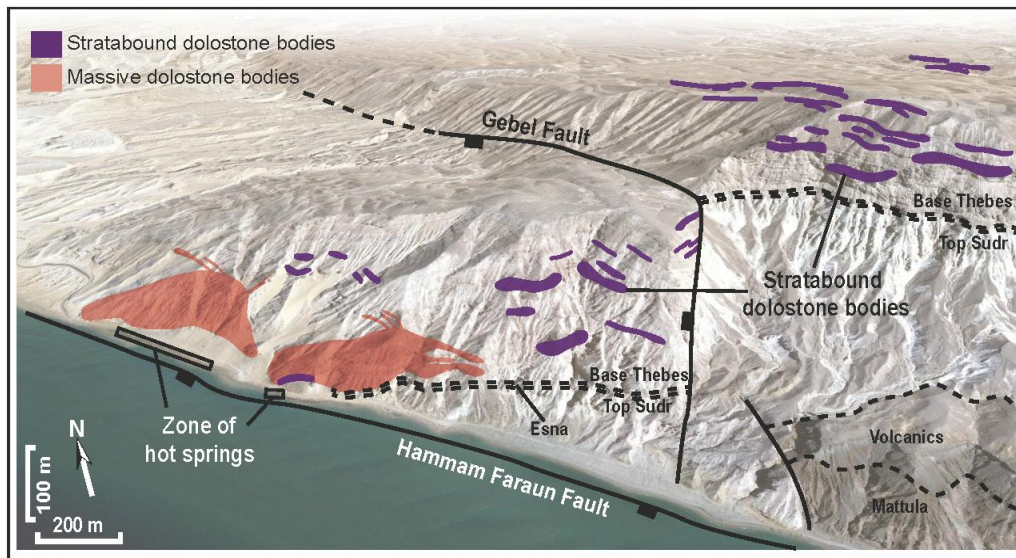 Stratabound dolostone bodies
Massive dolostone bodies
Gebel Fault
Base Thebes
Top Sudr
Stratabound
dolostone bodies
Base Thebes
Top Sudr
Esna
Volcanics
Mattula
Zone of
hot springs
Hammam Faraun Fault
N
100 m
200 m